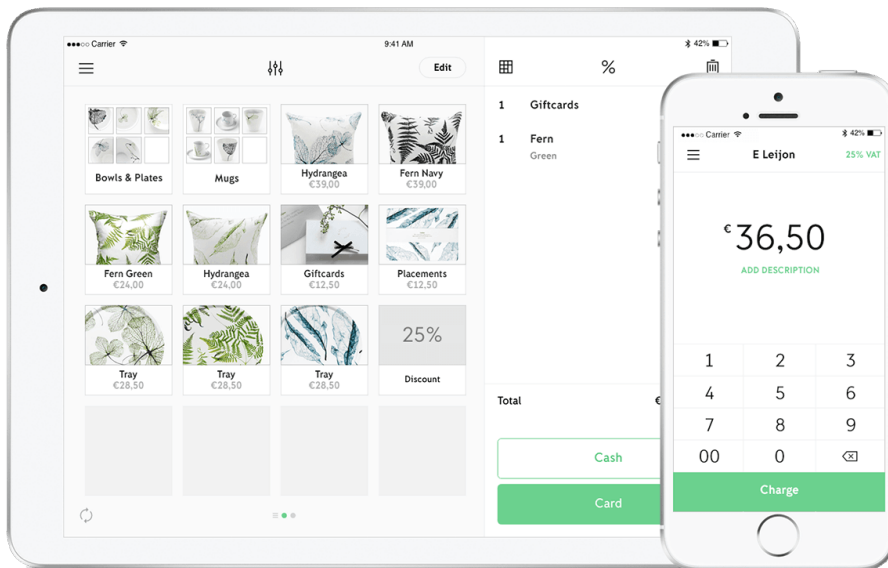 Carrier
9:41 AM
42%
Edit
%
Bowls & Plates
Mugs
Hydrangea
€39,00
Fern Navy
€39,00
Fern Green
€24,00
Hydrangea
€24,00
Giftcards
€12,50
Placements
€12,50
Tray
€28,50
Tray
€28,50
Tray
€28,50
25%
Discount
1 Giftcards
1 Fern
Green
Total €
Cash
Card
Carrier
42%
E Leijon
25% VAT
€36,50
ADD DESCRIPTION
1 2 3
4 5 6
7 8 9
00 0
Charge